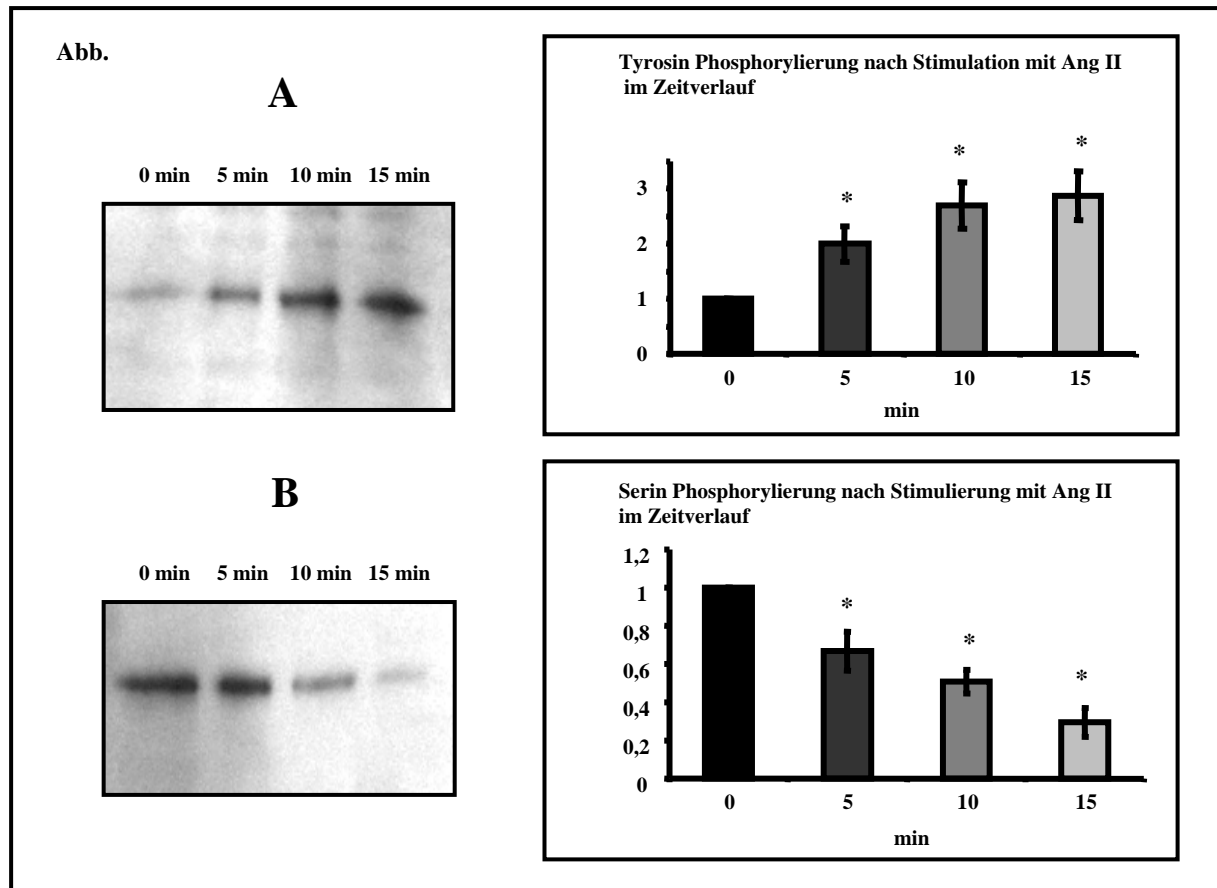 Abb.
A
0 min 5 min 10 min 15 min
Tyrosin Phosphorylierung nach Stimulation mit Ang II
im Zeitverlauf
* * *
3
2
1
0
0 5 10 15
min
B
0 min 5 min 10 min 15 min
Serin Phosphorylierung nach Stimulierung mit Ang II
im Zeitverlauf
1,2
1
0,8
0,6
0,4
0,2
0
* * *
0 5 10 15
min